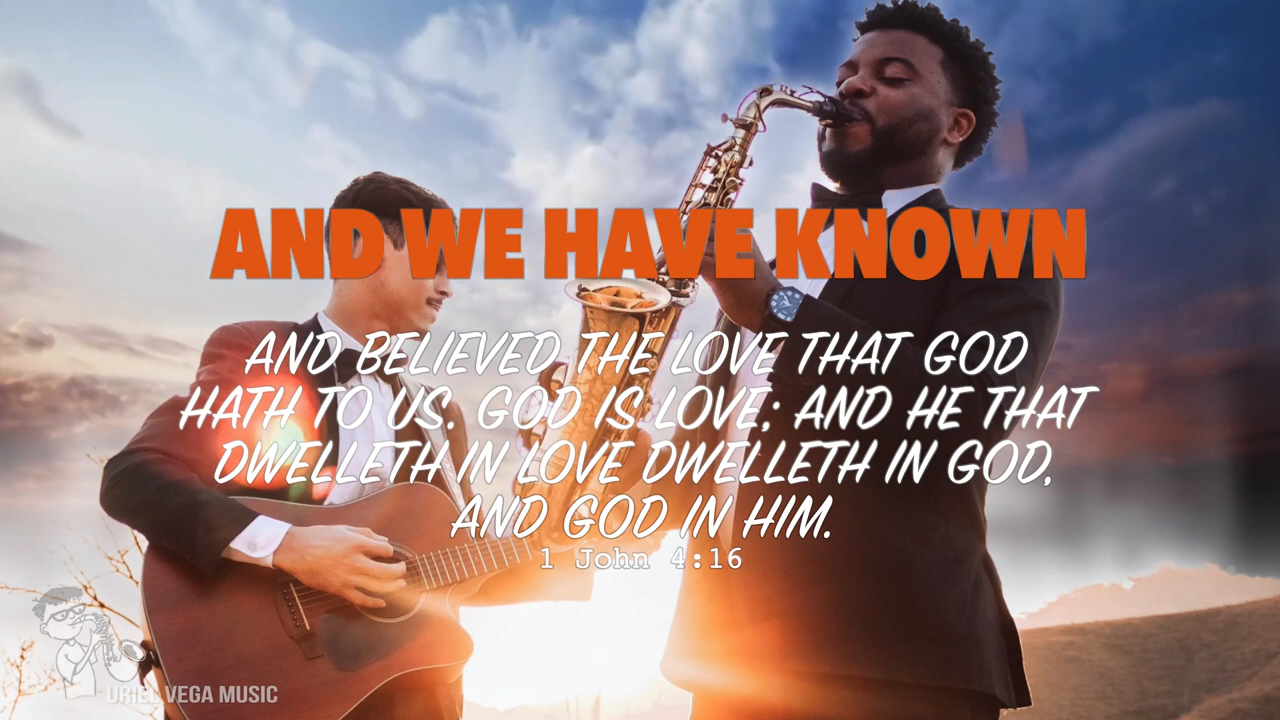 AND WE HAVE KNOWN
AND BELIEVED THE LOVE THAT GOD
HATH TO US. GOD IS LOVE; AND HE THAT
DWELLETH IN LOVE DWELLETH IN GOD,
AND GOD IN HIM.
1 John 4:16
URIEL VEGA MUSIC